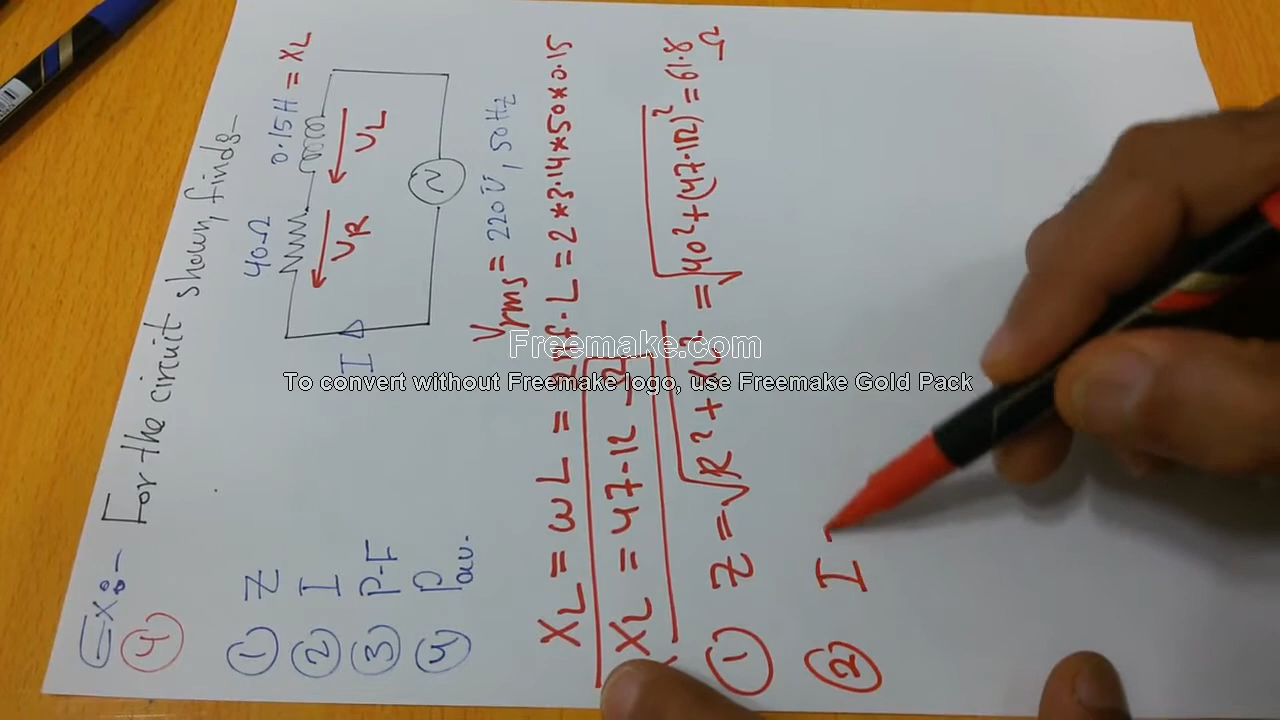 Ex:- For the circuit shown, find:-
4
① Z
② I
③ P.F
④ Pav.
40Ω
0.15H = XL
VR
VL
I
Vrms = 220V, 50Hz
XL = ωL = 2πf.L = 2*3.14*50*0.15
XL = 47.12 Ω
① Z = √R²+XL² = √40²+(47.112)² = 61.8 Ω
② I -
Freemake.com
To convert without Freemake logo, use Freemake Gold Pack